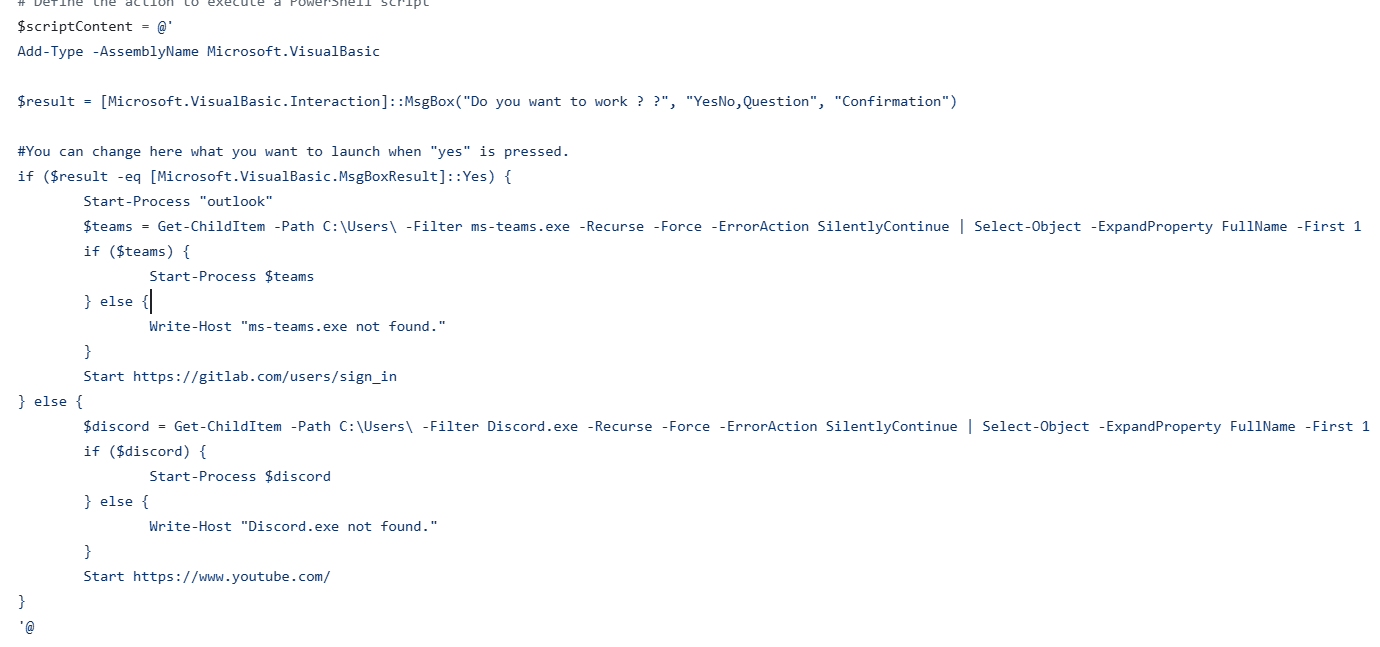 # Define the action to execute a PowerShell script
$scriptContent = @'
Add-Type -AssemblyName Microsoft.VisualBasic
$result = [Microsoft.VisualBasic.Interaction]::MsgBox("Do you want to work ? ?", "YesNo,Question", "Confirmation")
#You can change here what you want to launch when "yes" is pressed.
if ($result -eq [Microsoft.VisualBasic.MsgBoxResult]::Yes) {
Start-Process "outlook"
$teams = Get-ChildItem -Path C:\Users\ -Filter ms-teams.exe -Recurse -Force -ErrorAction SilentlyContinue | Select-Object -ExpandProperty FullName -First 1
if ($teams) {
Start-Process $teams
} else {
Write-Host "ms-teams.exe not found."
}
Start https://gitlab.com/users/sign_in
} else {
$discord = Get-ChildItem -Path C:\Users\ -Filter Discord.exe -Recurse -Force -ErrorAction SilentlyContinue | Select-Object -ExpandProperty FullName -First 1
if ($discord) {
Start-Process $discord
} else {
Write-Host "Discord.exe not found."
}
Start https://www.youtube.com/
}
'@